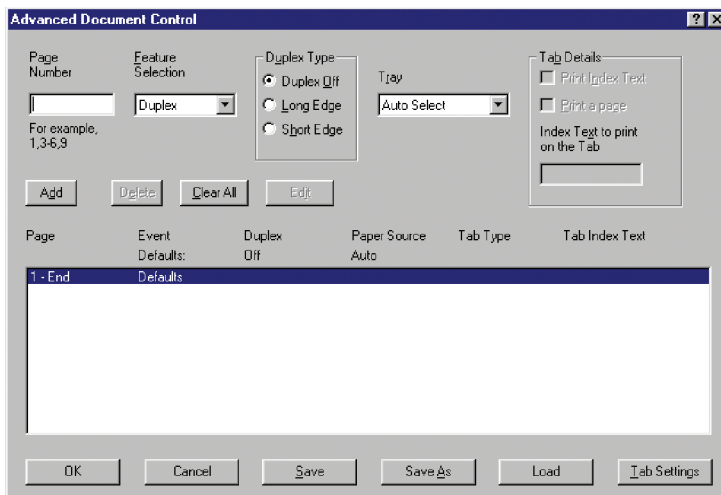 Advanced Document Control
Page Number
Feature Selection
Duplex Type
Duplex Off
Long Edge
Short Edge
Tray
Auto Select
Duplex
For example,
1,3-6,9
Tab Details
Print Index Text
Print a page
Index Text to print
on the Tab
Add
Delete
Clear All
Edit
Page Event Duplex Paper Source Tab Type Tab Index Text
Defaults: Off Auto
1 - End Defaults
OK
Cancel
Save
Save As
Load
Tab Settings